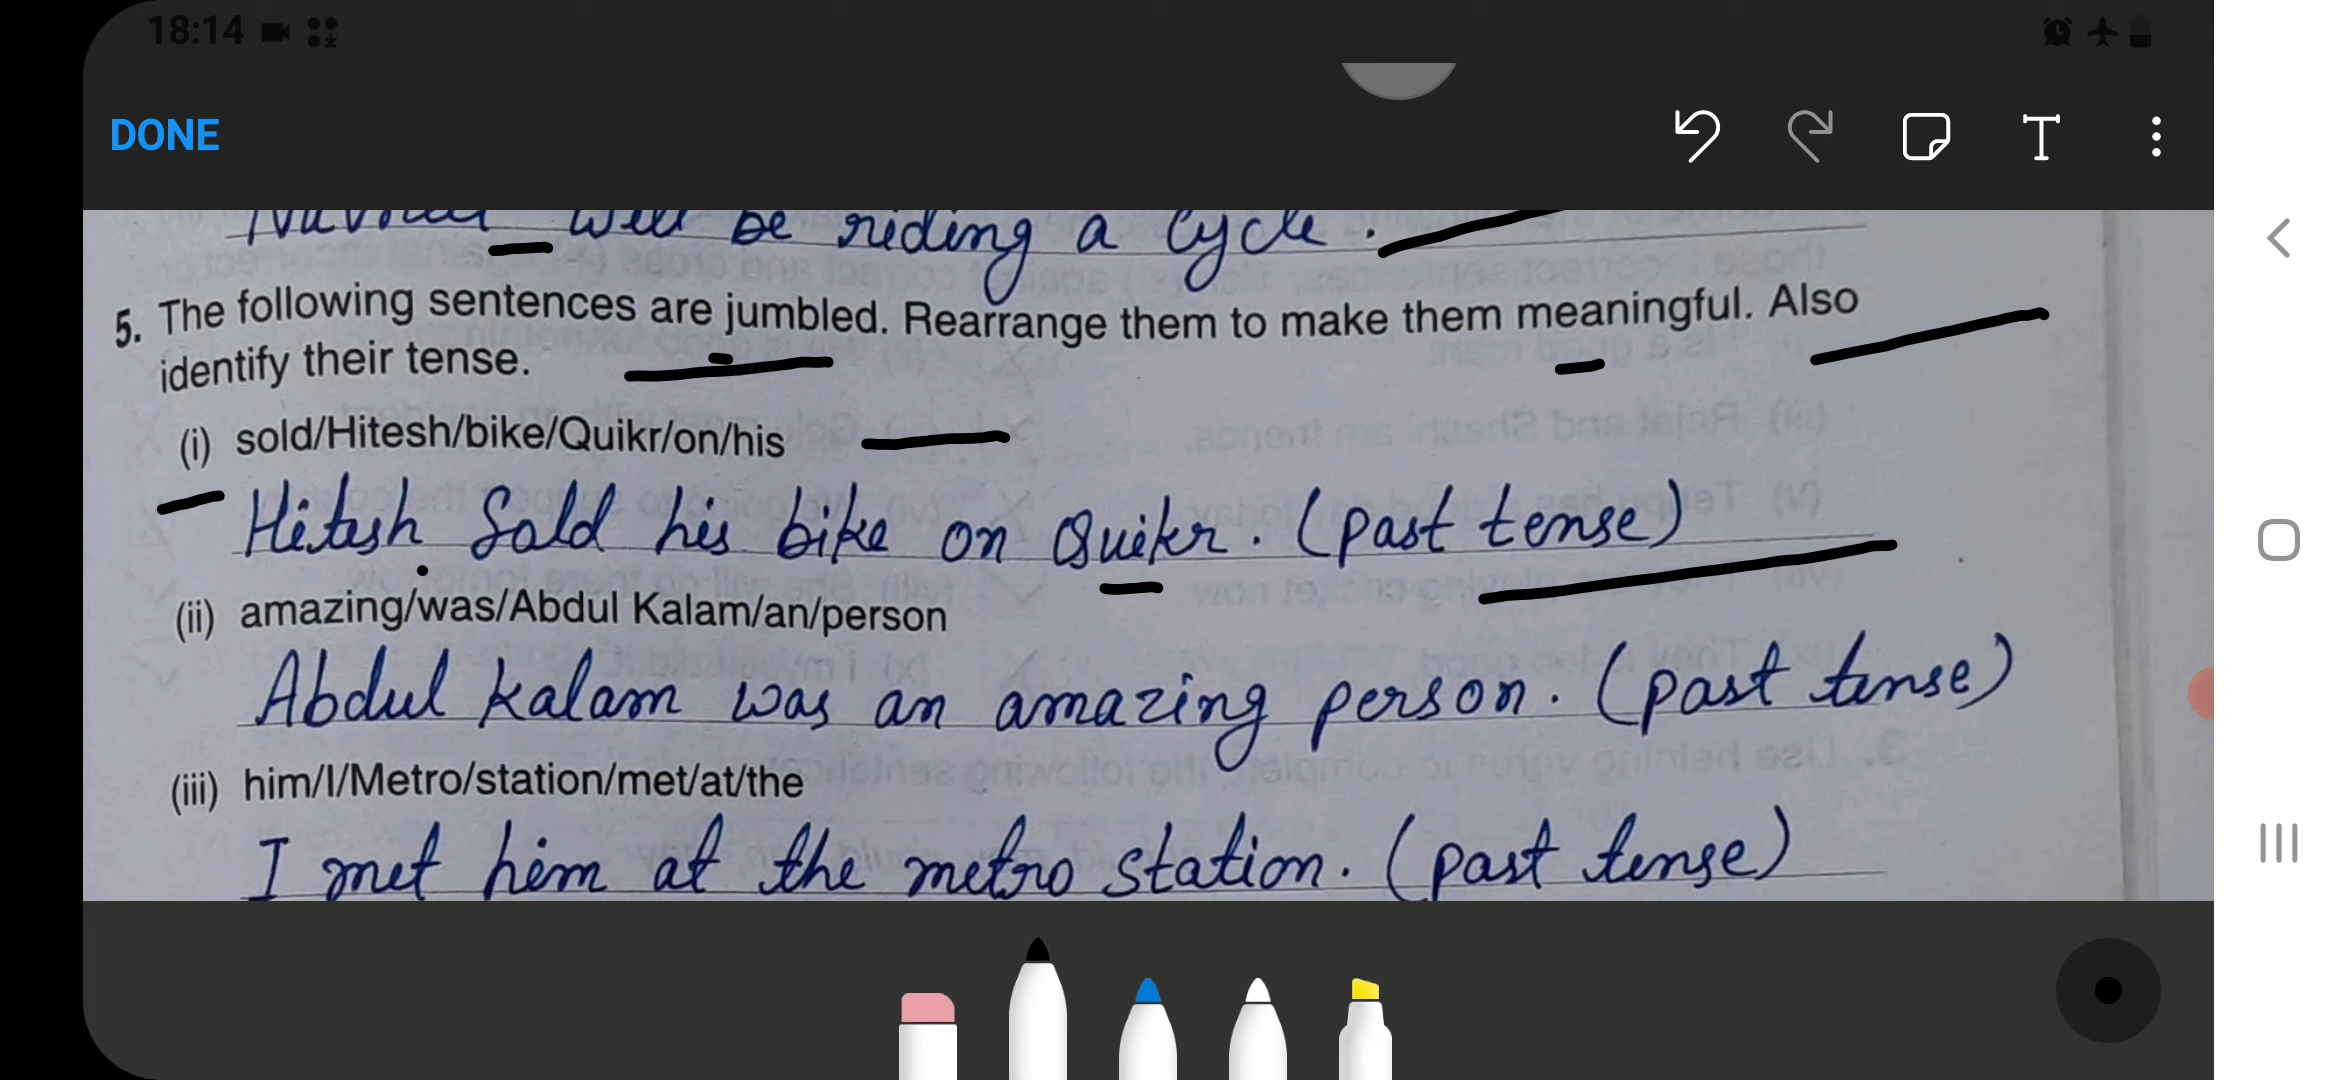 18:14
DONE
T
will be riding a Cycle.
5. The following sentences are jumbled. Rearrange them to make them meaningful. Also
identify their tense.
(i) sold/Hitesh/bike/Quikr/on/his
Hitesh Sold his bike on Quikr. (past tense)
(ii) amazing/was/Abdul Kalam/an/person
Abdul Kalam was an amazing person. (past tense)
(iii) him/I/Metro/station/met/at/the
I met him at the metro station. (past tense)